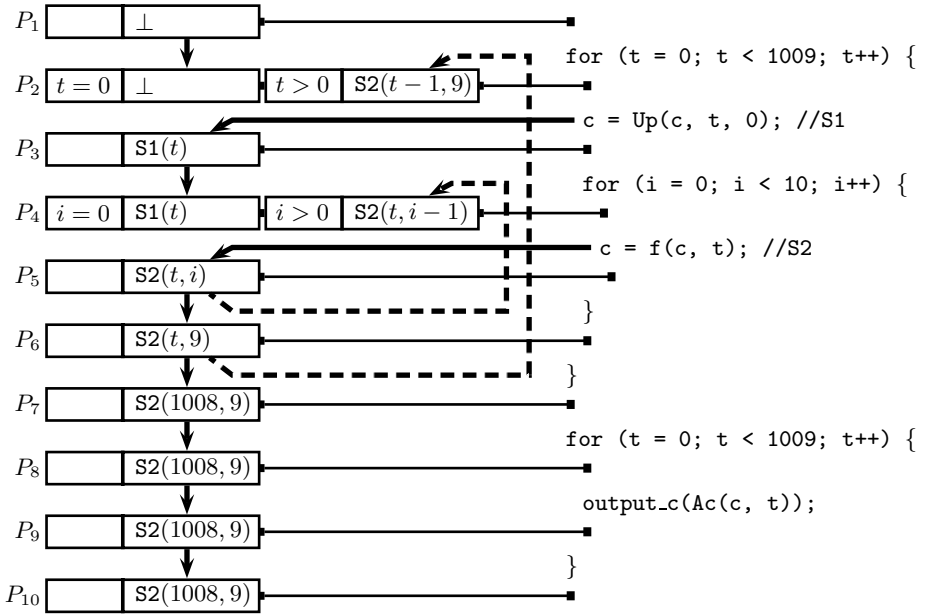 P1 ⊥
for (t = 0; t < 1009; t++) {
P2 t = 0 ⊥ t > 0 S2(t−1, 9)
c = Up(c, t, 0); //S1
P3 S1(t)
for (i = 0; i < 10; i++) {
P4 i = 0 S1(t) i > 0 S2(t, i−1)
c = f(c, t); //S2
P5 S2(t, i)
}
P6 S2(t, 9)
}
P7 S2(1008, 9)
for (t = 0; t < 1009; t++) {
P8 S2(1008, 9)
output_c(Ac(c, t));
P9 S2(1008, 9)
}
P10 S2(1008, 9)